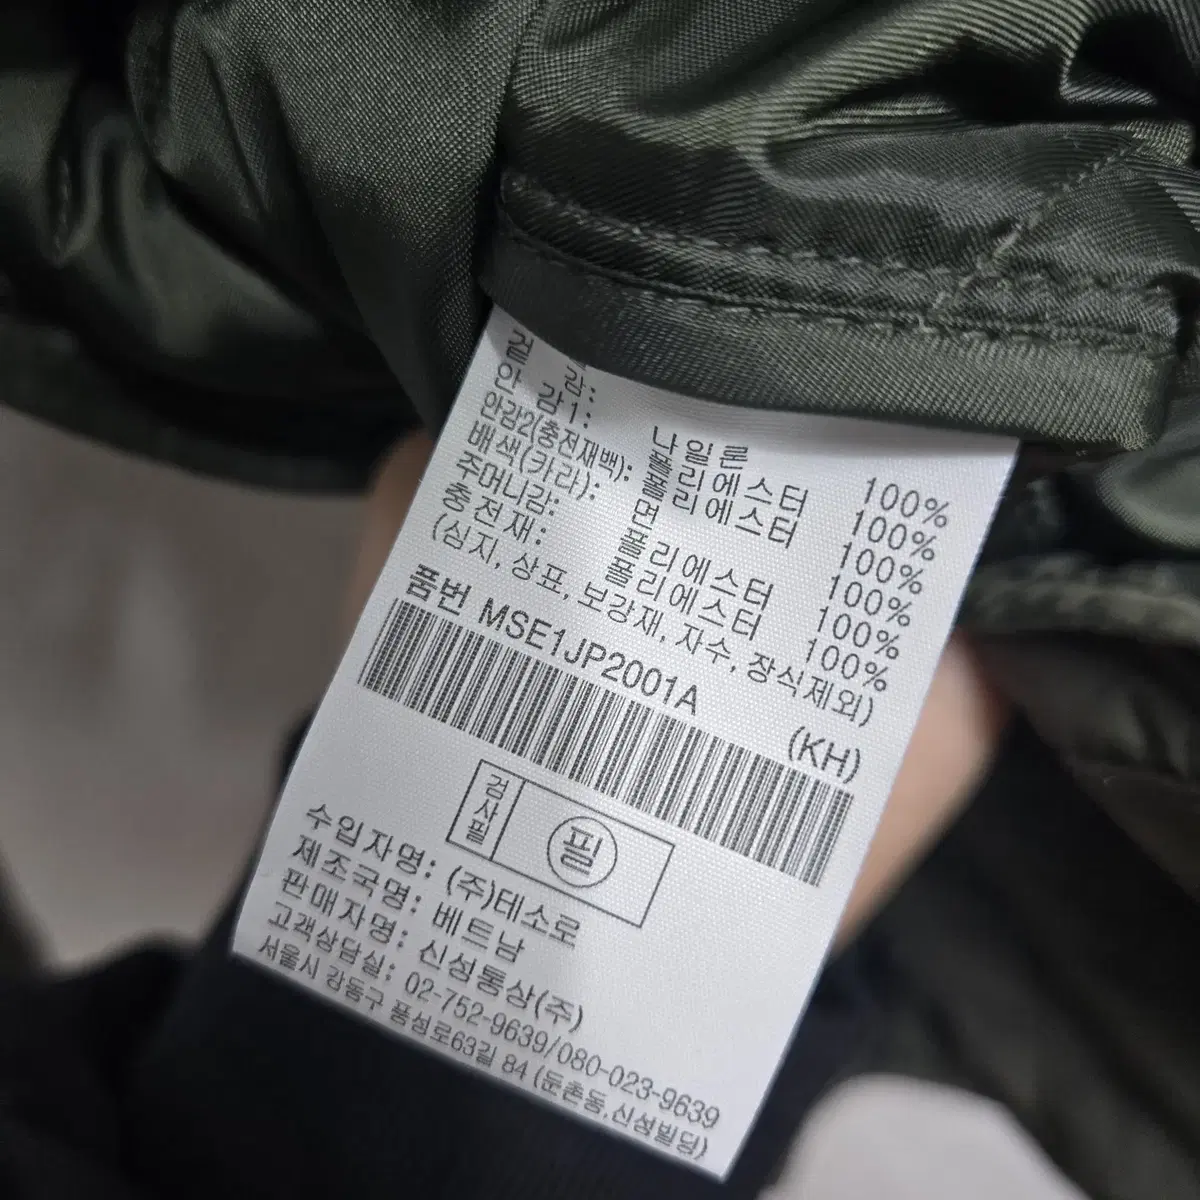 겉 감: 나일론 100%
안 감1: 폴리에스터 100%
안감2(충전재백): 폴리에스터 100%
배색(카라): 면 100%
주머니감: 폴리에스터 100%
충전재: 폴리에스터 100%
(심지, 상표, 보강재, 자수, 장식제외)
품번 MSE1JP2001A (KH)
검사필 필
수입자명: (주)테소로
제조국명: 베트남
판매자명: 신성통상(주)
고객상담실: 02-752-9639/080-023-9639
서울시 강동구 풍성로63길 84 (둔촌동,신성빌딩)